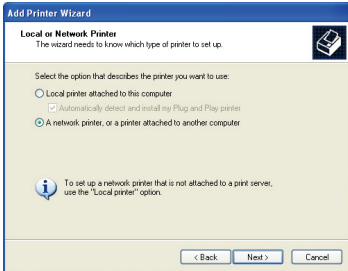 Add Printer Wizard
Local or Network Printer
The wizard needs to know which type of printer to set up.
Select the option that describes the printer you want to use:
Local printer attached to this computer
Automatically detect and install my Plug and Play printer
A network printer, or a printer attached to another computer
To set up a network printer that is not attached to a print server,
use the "Local printer" option.
< Back Next > Cancel